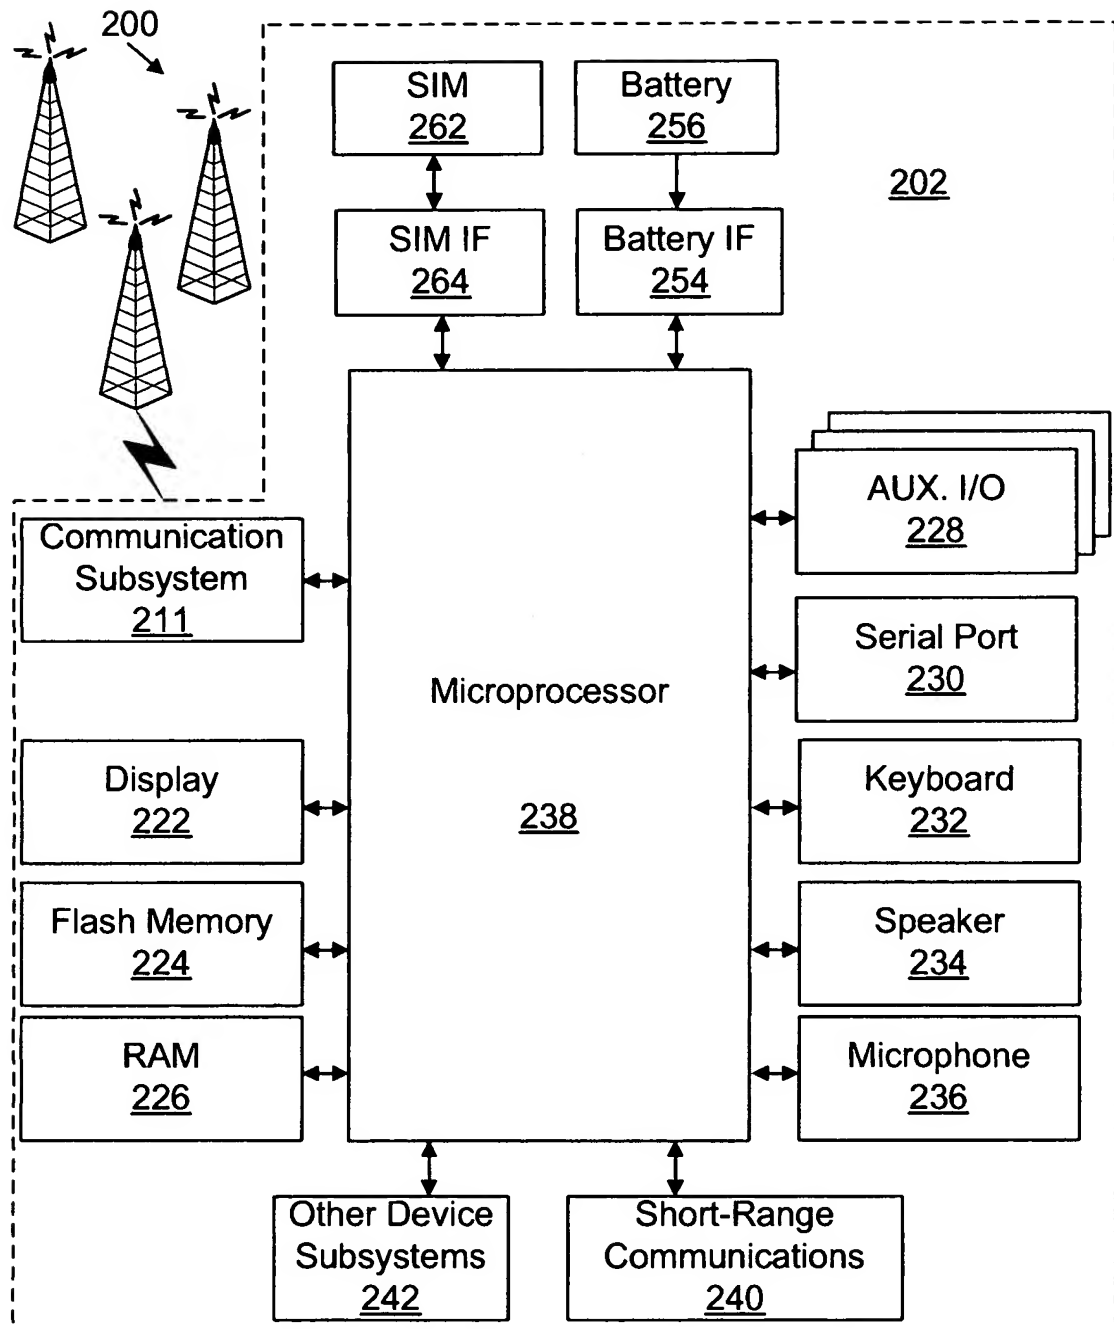 200
SIM
262
Battery
256
202
SIM IF
264
Battery IF
254
AUX. I/O
228
Communication
Subsystem
211
Serial Port
230
Microprocessor
238
Display
222
Keyboard
232
Flash Memory
224
Speaker
234
RAM
226
Microphone
236
Other Device
Subsystems
242
Short-Range
Communications
240